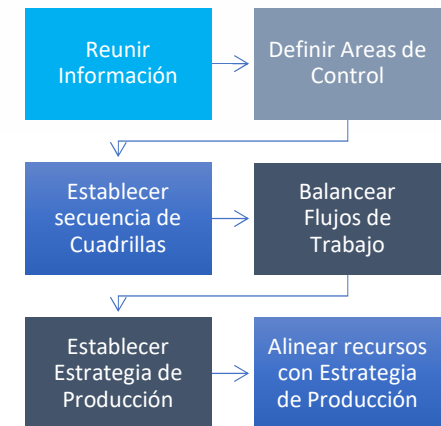 Reunir
Información
Definir Areas de
Control
Establecer
secuencia de
Cuadrillas
Balancear
Flujos de
Trabajo
Establecer
Estrategia de
Producción
Alinear recursos
con Estrategia
de Producción